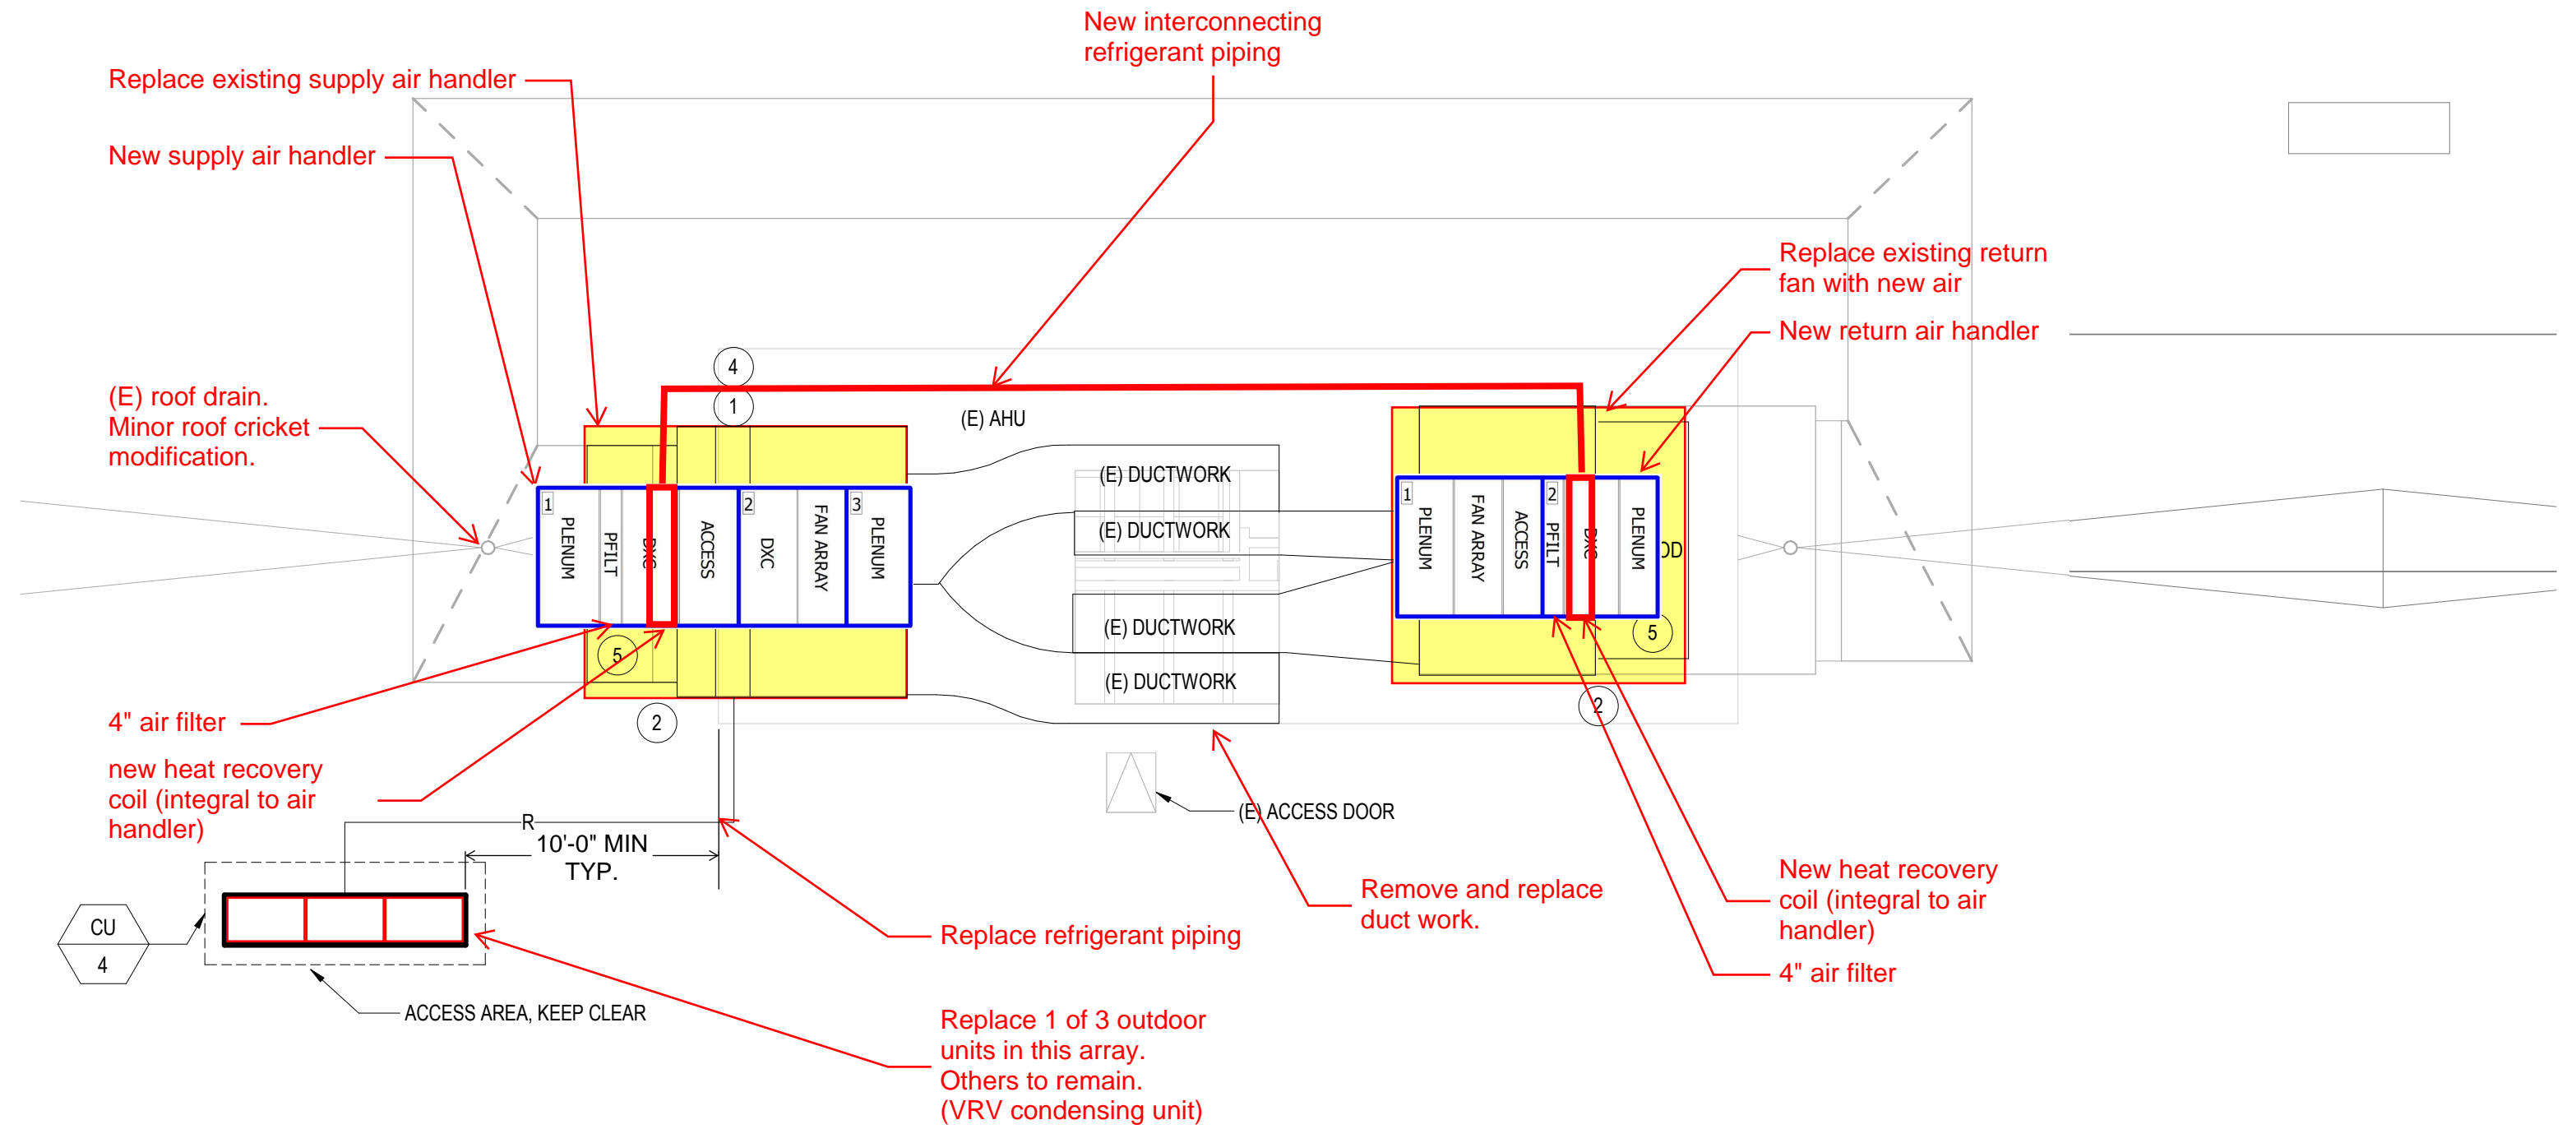 New interconnecting
refrigerant piping
Replace existing supply air handler
New supply air handler
Replace existing return
fan with new air
New return air handler
4
1
(E) roof drain.
Minor roof cricket
modification.
(E) AHU
(E) DUCTWORK
(E) DUCTWORK
(E) DUCTWORK
(E) DUCTWORK
1
PLENUM
PFILT
DXC
ACCESS
2
DXC
FAN ARRAY
3
PLENUM
1
PLENUM
FAN ARRAY
ACCESS
2
PFILT
DXC
PLENUM
OD
5
5
2
2
4" air filter
new heat recovery
coil (integral to air
handler)
R
10'-0" MIN
TYP.
(E) ACCESS DOOR
CU
4
ACCESS AREA, KEEP CLEAR
Replace refrigerant piping
Remove and replace
duct work.
New heat recovery
coil (integral to air
handler)
4" air filter
Replace 1 of 3 outdoor
units in this array.
Others to remain.
(VRV condensing unit)